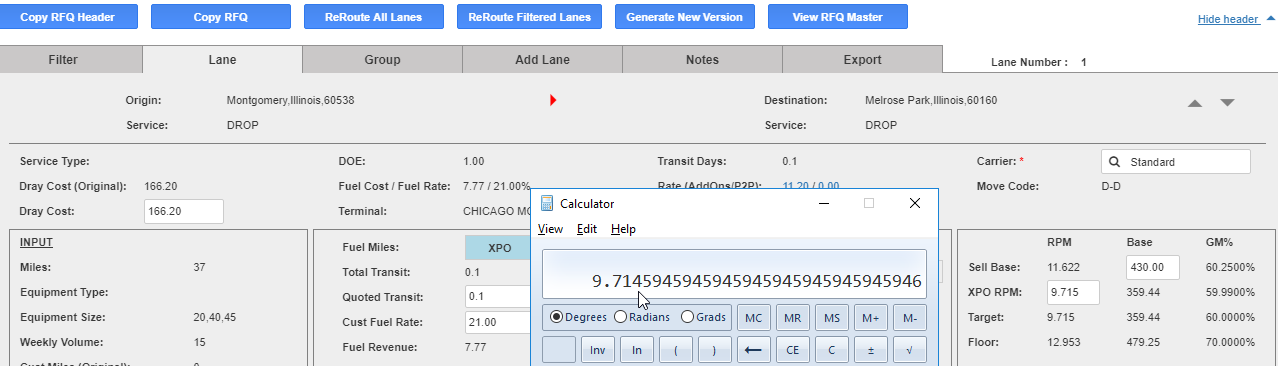 Copy RFQ Header Copy RFQ ReRoute All Lanes ReRoute Filtered Lanes Generate New Version View RFQ Master Hide header
Filter Lane Group Add Lane Notes Export Lane Number : 1
Origin: Montgomery,Illinois,60538 Destination: Melrose Park,Illinois,60160
Service: DROP Service: DROP
Service Type: DOE: 1.00 Transit Days: 0.1 Carrier: * Standard
Dray Cost (Original): 166.20 Fuel Cost / Fuel Rate: 7.77 / 21.00% Rate (AddOns/P2P): 11.20 / 0.00 Move Code: D-D
Dray Cost: 166.20 Terminal: CHICAGO Calculator
View Edit Help
INPUT Fuel Miles: XPO RPM Base GM%
Miles: 37 Total Transit: 0.1 9.7145945945945945945945945945946 Sell Base: 11.622 430.00 60.2500%
Equipment Type: Quoted Transit: 0.1 XPO RPM: 9.715 359.44 59.9900%
Equipment Size: 20,40,45 Cust Fuel Rate: 21.00 Degrees Radians Grads MC MR MS M+ M- Target: 9.715 359.44 60.0000%
Weekly Volume: 15 Fuel Revenue: 7.77 Inv ln ( ) ← CE C ± √ Floor: 12.953 479.25 70.0000%
Cust Miles (Original): 0